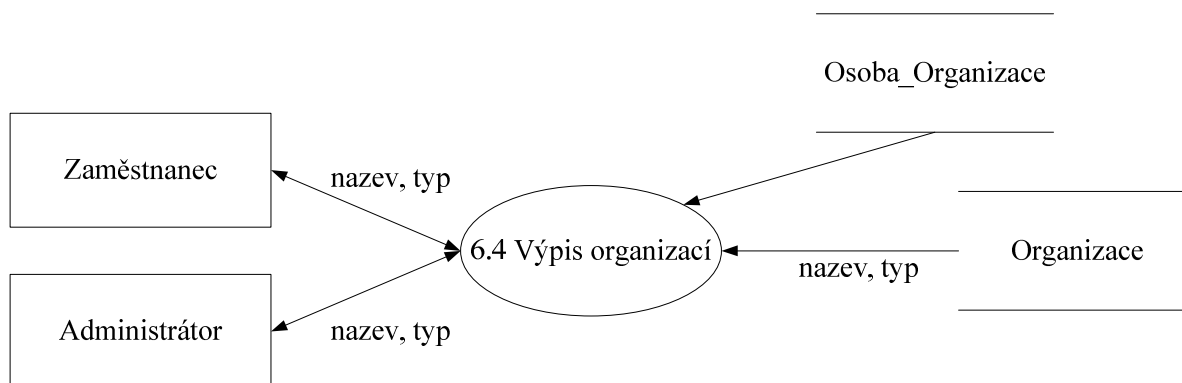 Osoba_Organizace
Zaměstnanec
nazev, typ
6.4 Výpis organizací
Organizace
nazev, typ
Administrátor
nazev, typ